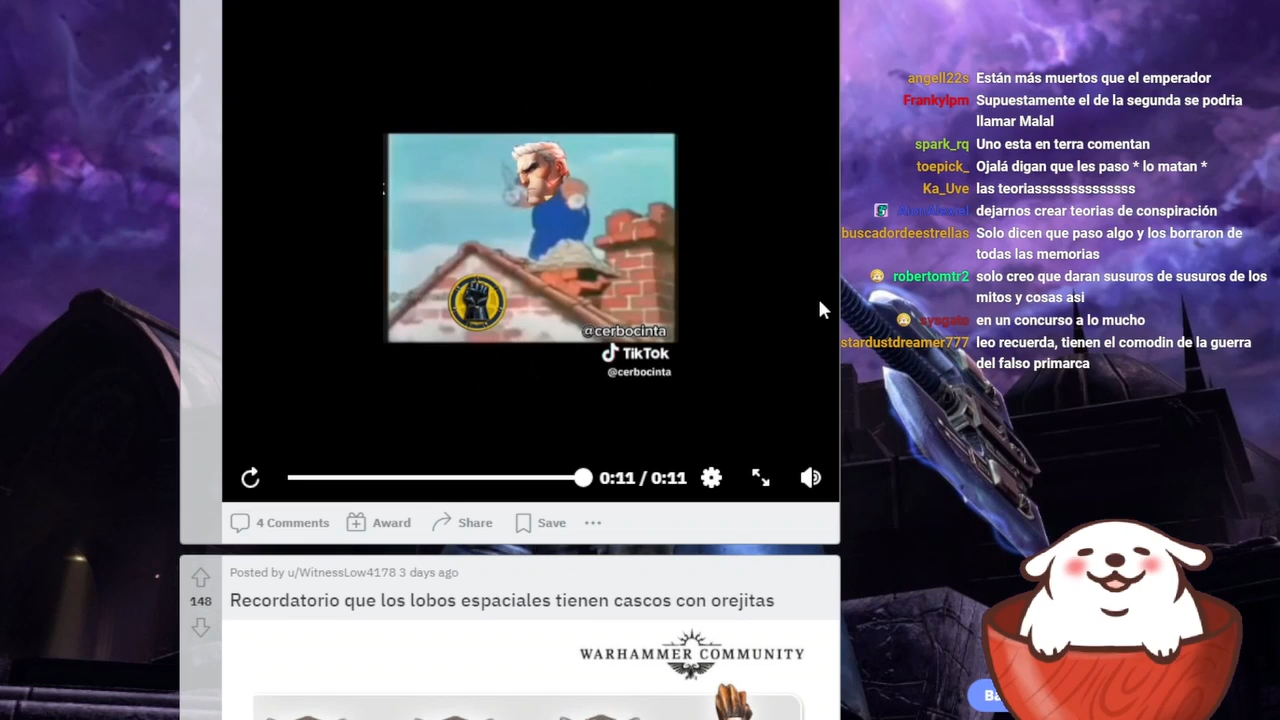 @cerbocinta
TikTok
@cerbocinta
0:11 / 0:11
4 Comments
Award
Share
Save
Posted by u/WitnessLow4178 3 days ago
148
Recordatorio que los lobos espaciales tienen cascos con orejitas
WARHAMMER COMMUNITY
angell22s Están más muertos que el emperador
Frankylpm Supuestamente el de la segunda se podria
llamar Malal
spark_rq Uno esta en terra comentan
toepick_ Ojalá digan que les paso * lo matan *
Ka_Uve las teoriassssssssssssss
dejarnos crear teorias de conspiración
buscadordeestrellas Solo dicen que paso algo y los borraron de
todas las memorias
robertomtr2 solo creo que daran susuros de susuros de los
mitos y cosas asi
en un concurso a lo mucho
stardustdreamer777 leo recuerda, tienen el comodin de la guerra
del falso primarca
Ba